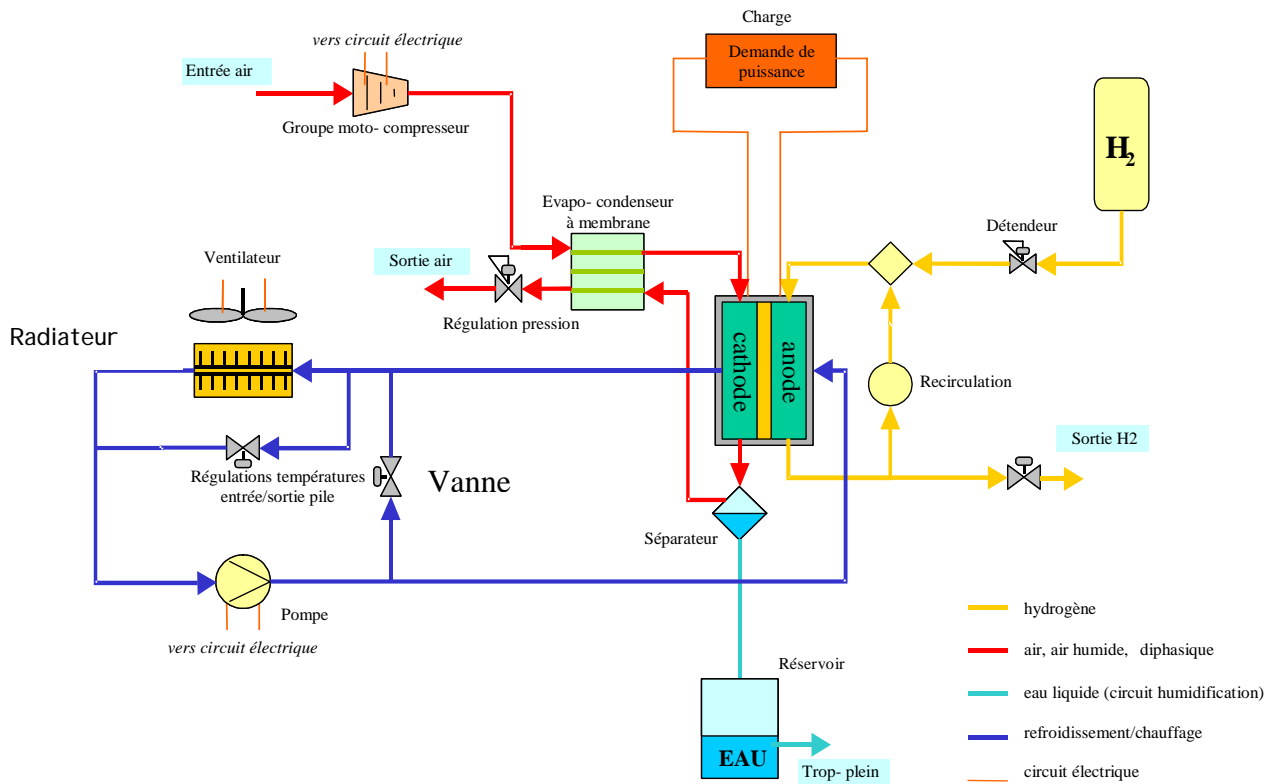 Charge
vers circuit électrique
Demande de
puissance
Entrée air
Groupe moto- compresseur
H2
Evapo- condenseur
à membrane
Détendeur
Sortie air
Ventilateur
Régulation pression
Radiateur
cathode
anode
Recirculation
Sortie H2
Régulations températures
entrée/sortie pile
Vanne
Séparateur
Pompe
vers circuit électrique
hydrogène
air, air humide, diphasique
Réservoir
eau liquide (circuit humidification)
refroidissement/chauffage
EAU
Trop- plein
circuit électrique